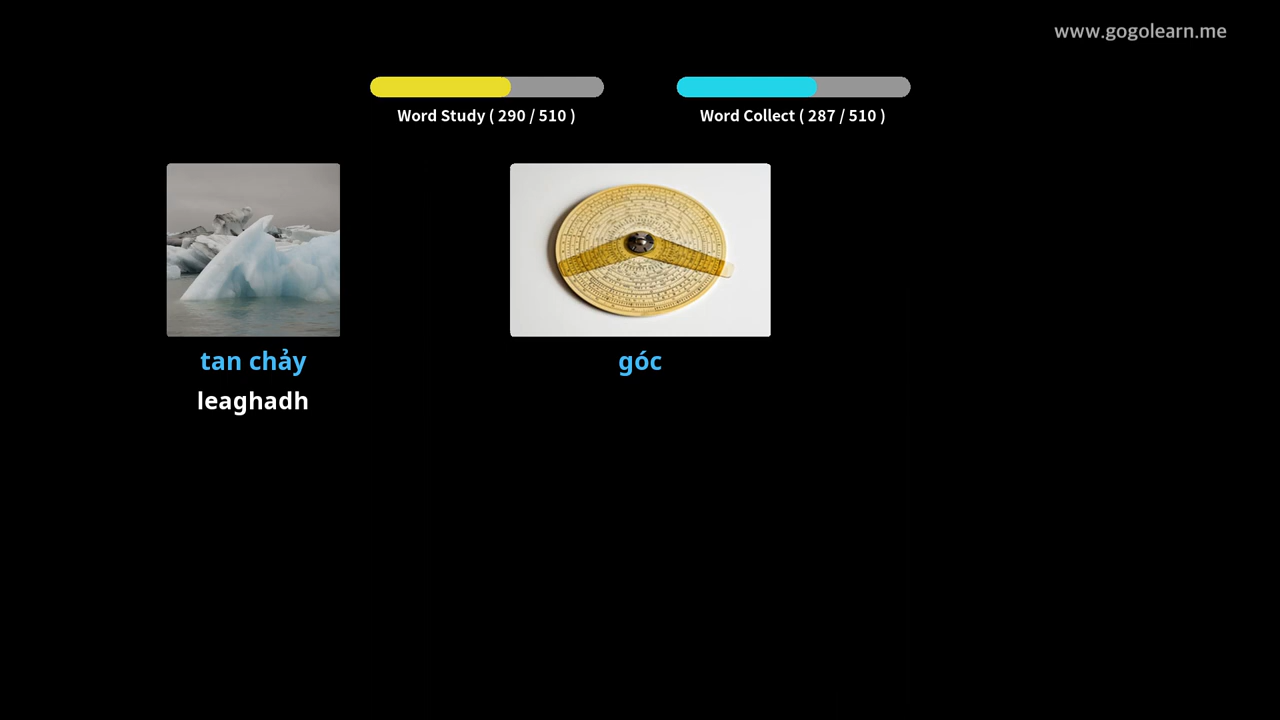 www.gogolearn.me
Word Study ( 290 / 510 )
Word Collect ( 287 / 510 )
tan chảy
góc
leaghadh